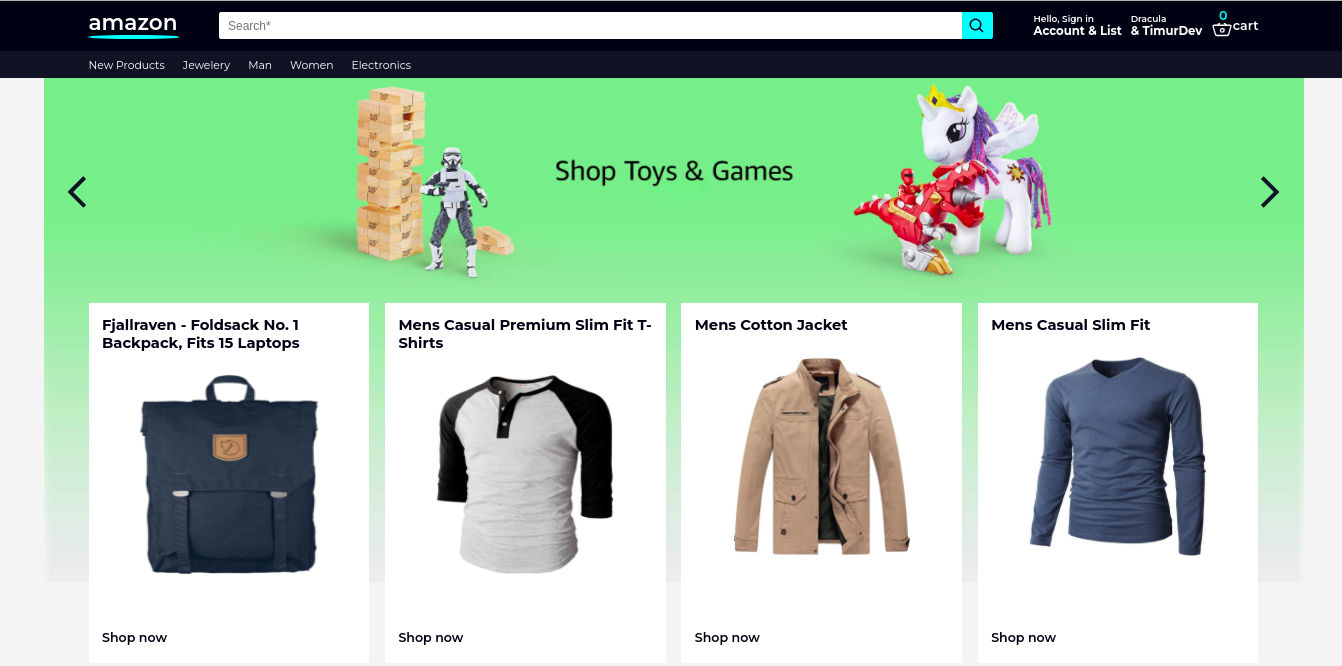 amazon
Search*
Hello, Sign in
Account & List
Dracula
& TimurDev
0
cart
New Products
Jewelery
Man
Women
Electronics
Shop Toys & Games
Fjallraven - Foldsack No. 1
Backpack, Fits 15 Laptops
Mens Casual Premium Slim Fit T-
Shirts
Mens Cotton Jacket
Mens Casual Slim Fit
Shop now
Shop now
Shop now
Shop now